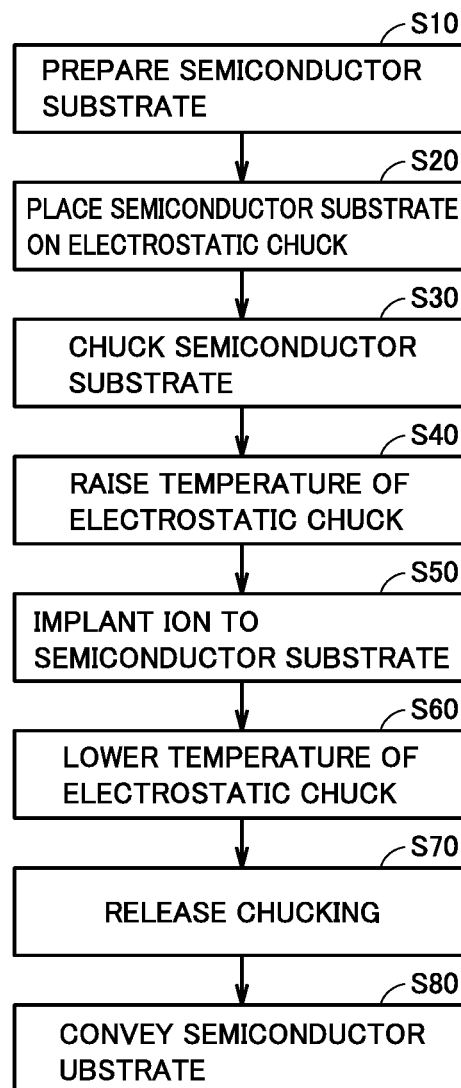 S10
PREPARE SEMICONDUCTOR
SUBSTRATE
S20
PLACE SEMICONDUCTOR SUBSTRATE
ON ELECTROSTATIC CHUCK
S30
CHUCK SEMICONDUCTOR
SUBSTRATE
S40
RAISE TEMPERATURE OF
ELECTROSTATIC CHUCK
S50
IMPLANT ION TO
SEMICONDUCTOR SUBSTRATE
S60
LOWER TEMPERATURE OF
ELECTROSTATIC CHUCK
S70
RELEASE CHUCKING
S80
CONVEY SEMICONDUCTOR
UBSTRATE